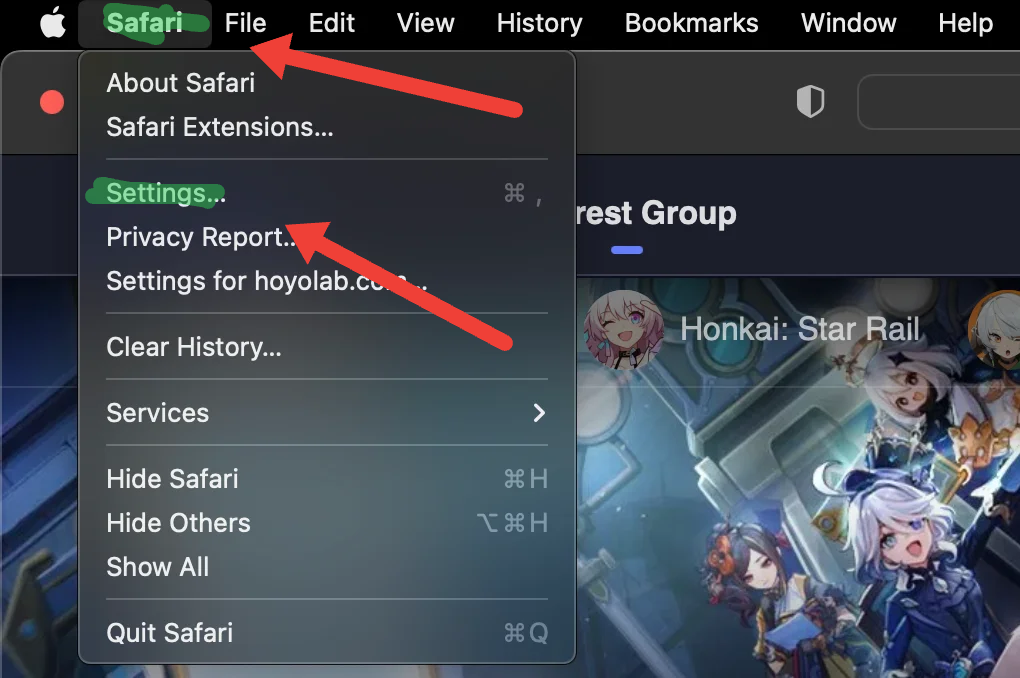 Safari File Edit View History Bookmarks Window Help
About Safari
Safari Extensions...
Settings... ⌘ ,
rest Group
Privacy Report...
Settings for hoyolab.com...
Honkai: Star Rail
Clear History...
Services
Hide Safari ⌘H
Hide Others ⌥⌘H
Show All
Quit Safari ⌘Q